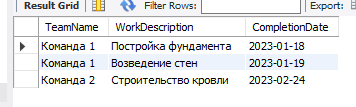 Result Grid Filter Rows: Export:
TeamName WorkDescription CompletionDate
Команда 1 Постройка фундамента 2023-01-18
Команда 1 Возведение стен 2023-01-19
Команда 2 Строительство кровли 2023-02-24